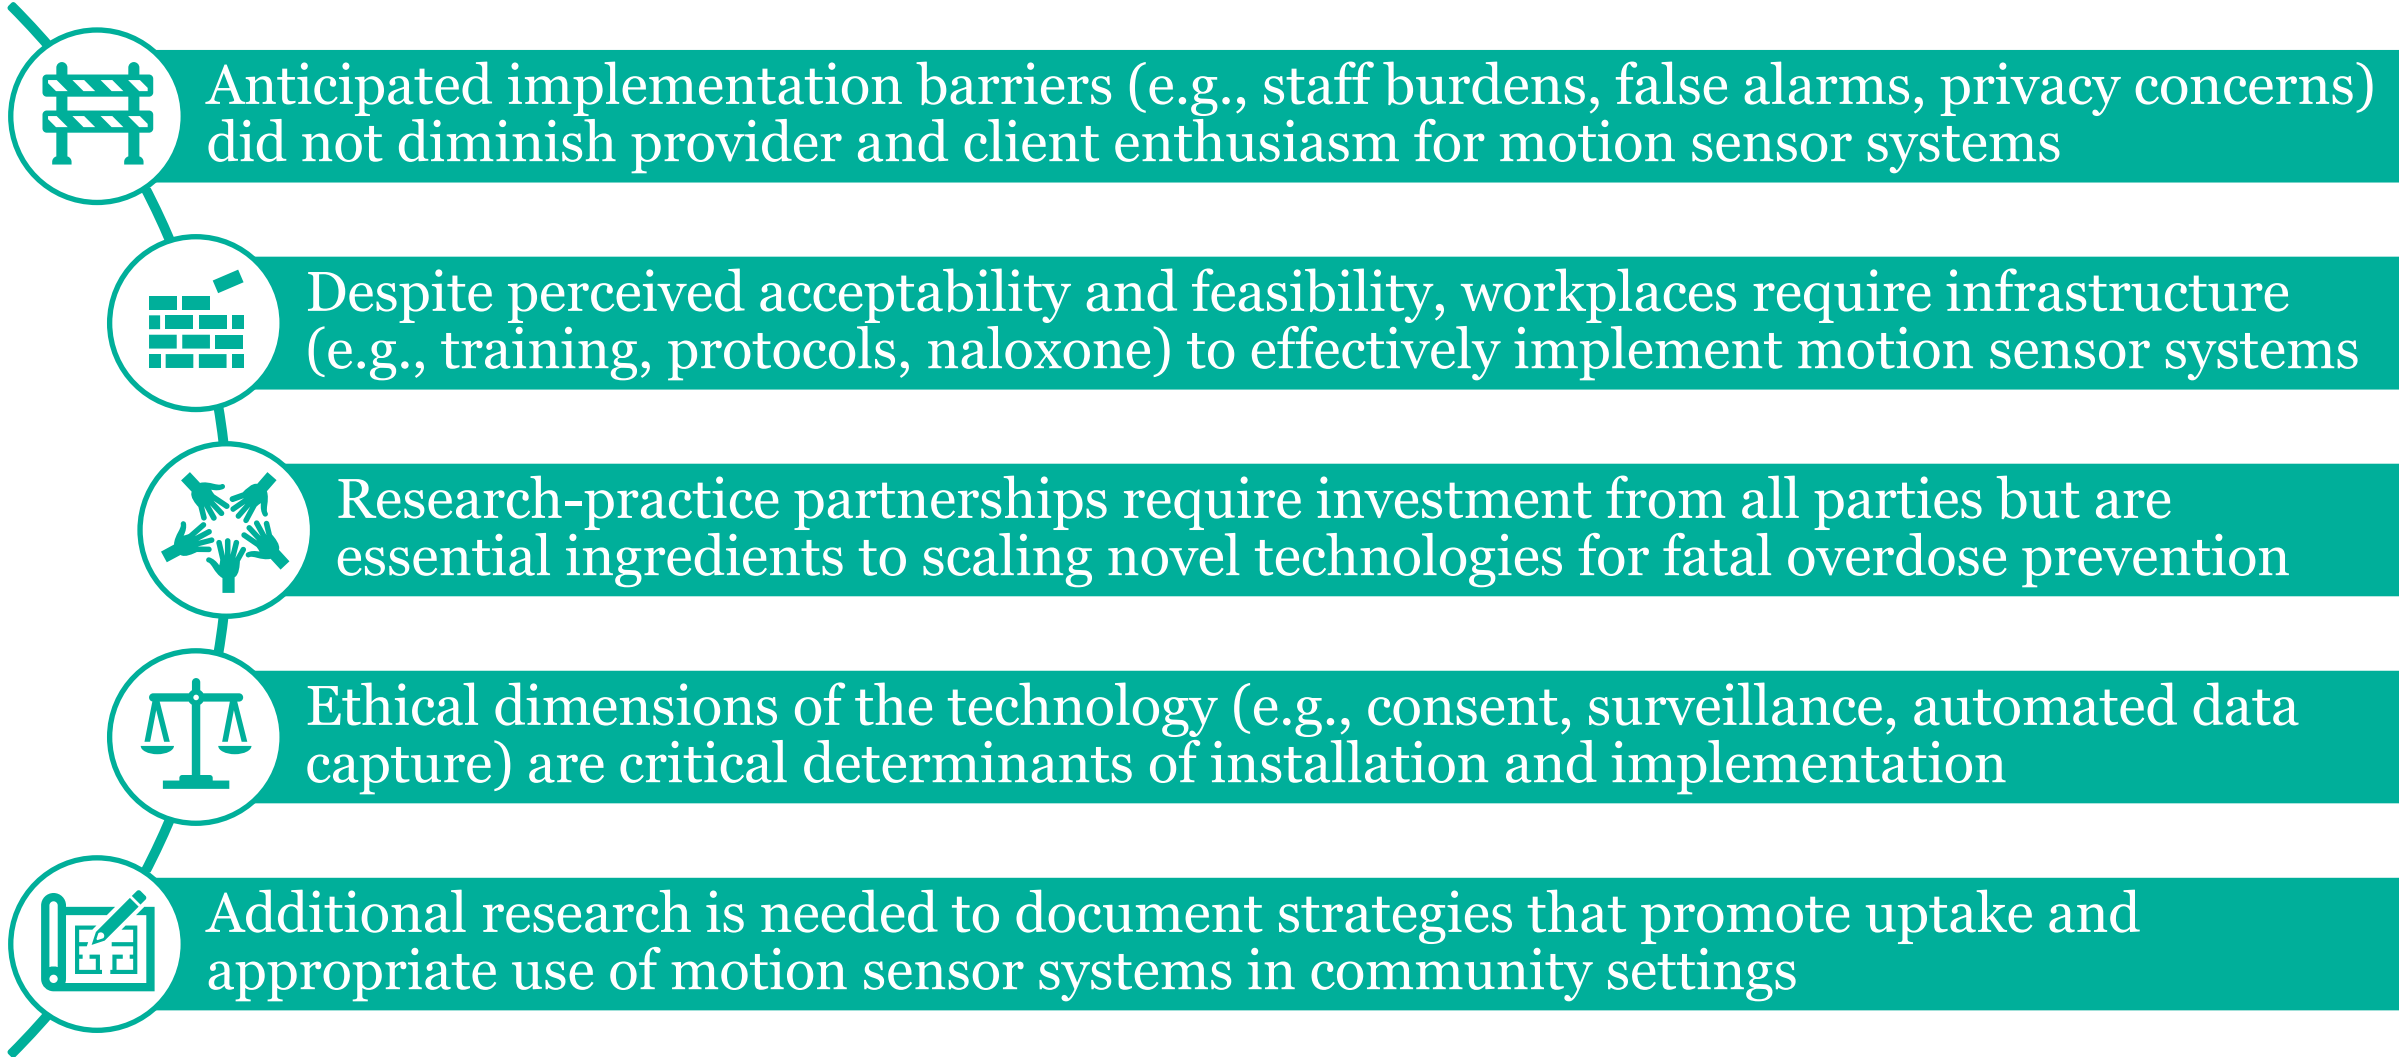 Anticipated implementation barriers (e.g., staff burdens, false alarms, privacy concerns)
did not diminish provider and client enthusiasm for motion sensor systems
Despite perceived acceptability and feasibility, workplaces require infrastructure
(e.g., training, protocols, naloxone) to effectively implement motion sensor systems
Research-practice partnerships require investment from all parties but are
essential ingredients to scaling novel technologies for fatal overdose prevention
Ethical dimensions of the technology (e.g., consent, surveillance, automated data
capture) are critical determinants of installation and implementation
Additional research is needed to document strategies that promote uptake and
appropriate use of motion sensor systems in community settings